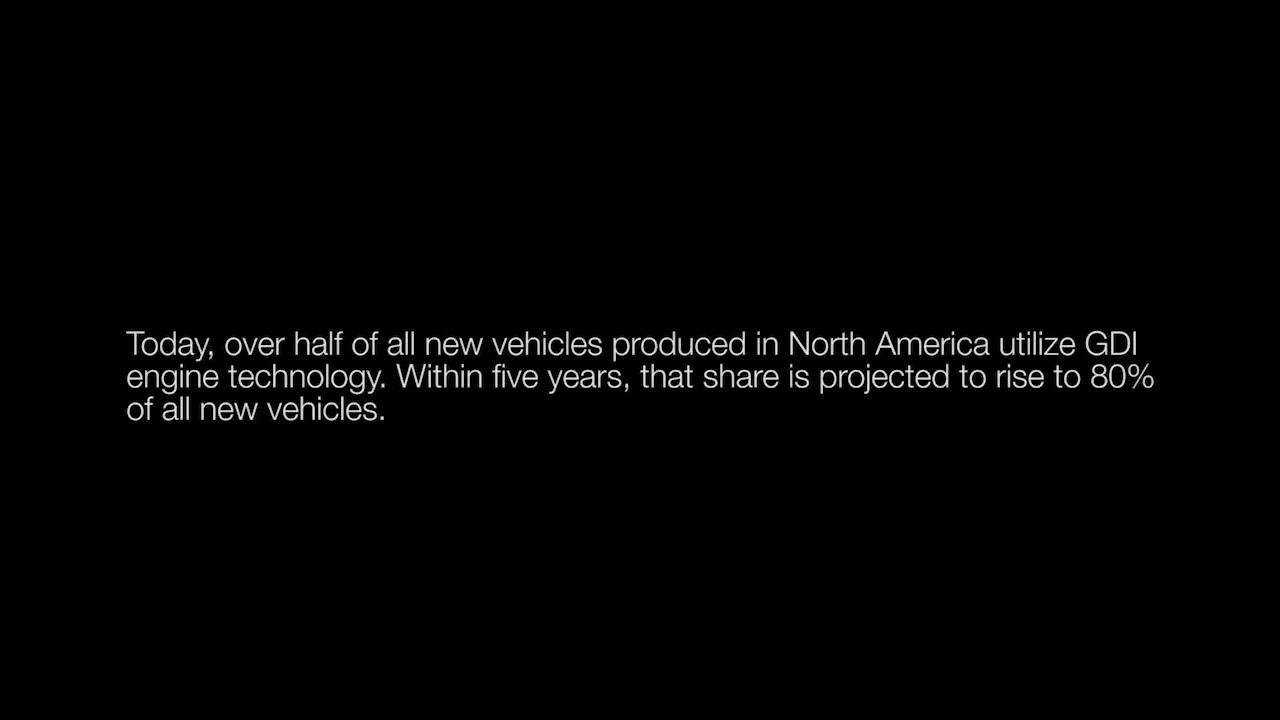 Today, over half of all new vehicles produced in North America utilize GDI
engine technology. Within five years, that share is projected to rise to 80%
of all new vehicles.